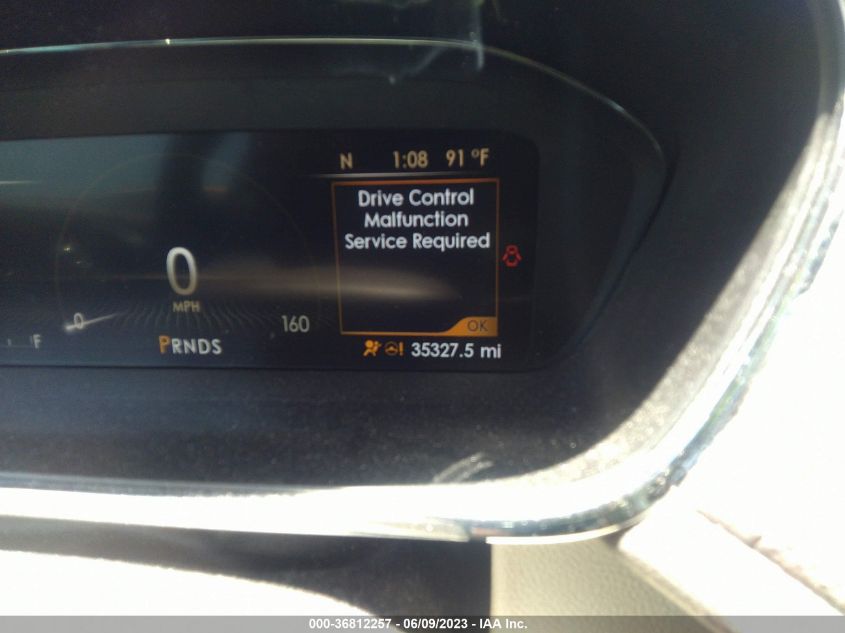 N 1:08 91 °F
Drive Control
Malfunction
Service Required
0
MPH
OK
0 160
F PRNDS
35327.5 mi
000-36812257 - 06/09/2023 - IAA Inc.